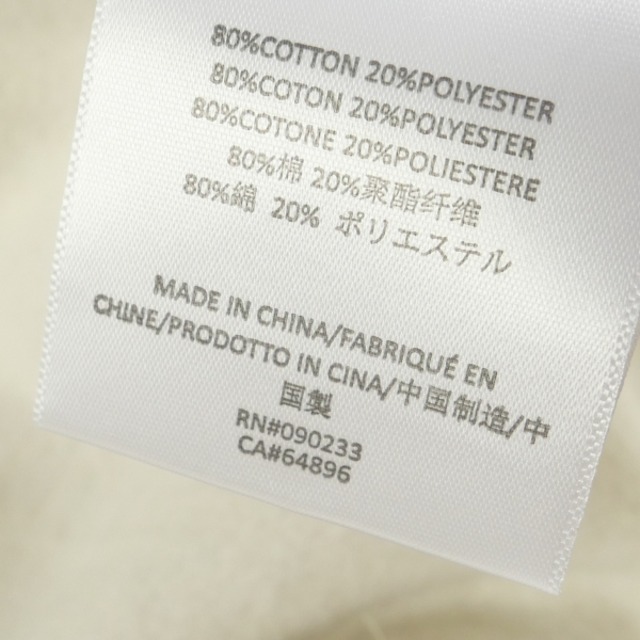 80%COTTON 20%POLYESTER
80%COTON 20%POLYESTER
80%COTONE 20%POLIESTERE
80%棉 20%聚酯纤维
80%綿 20% ポリエステル
MADE IN CHINA/FABRIQUÉ EN
CHINE/PRODOTTO IN CINA/中国制造/中
国製
RN#090233
CA#64896